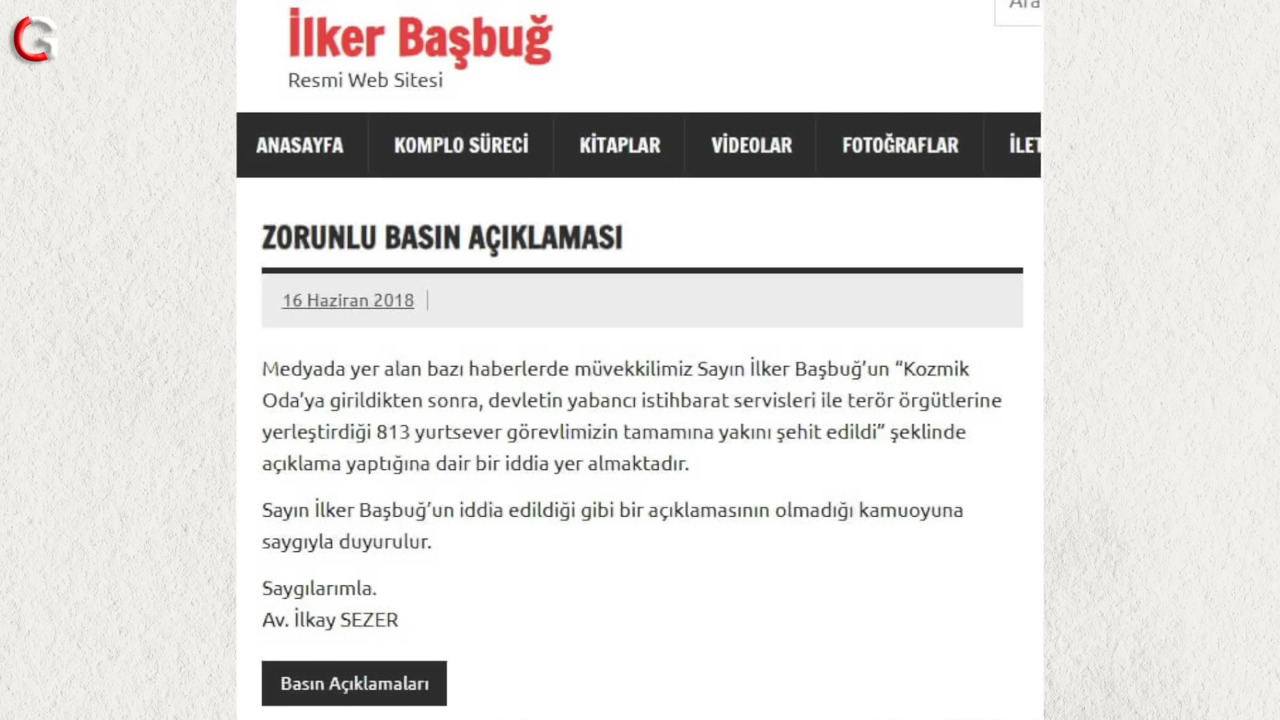 Ara
İlker Başbuğ
Resmi Web Sitesi
ANASAYFA KOMPLO SÜRECİ KİTAPLAR VİDEOLAR FOTOĞRAFLAR İLET
ZORUNLU BASIN AÇIKLAMASI
16 Haziran 2018
Medyada yer alan bazı haberlerde müvekkilimiz Sayın İlker Başbuğ’un “Kozmik
Oda’ya girildikten sonra, devletin yabancı istihbarat servisleri ile terör örgütlerine
yerleştirdiği 813 yurtsever görevlimizin tamamına yakını şehit edildi” şeklinde
açıklama yaptığına dair bir iddia yer almaktadır.
Sayın İlker Başbuğ’un iddia edildiği gibi bir açıklamasının olmadığı kamuoyuna
saygıyla duyurulur.
Saygılarımla.
Av. İlkay SEZER
Basın Açıklamaları